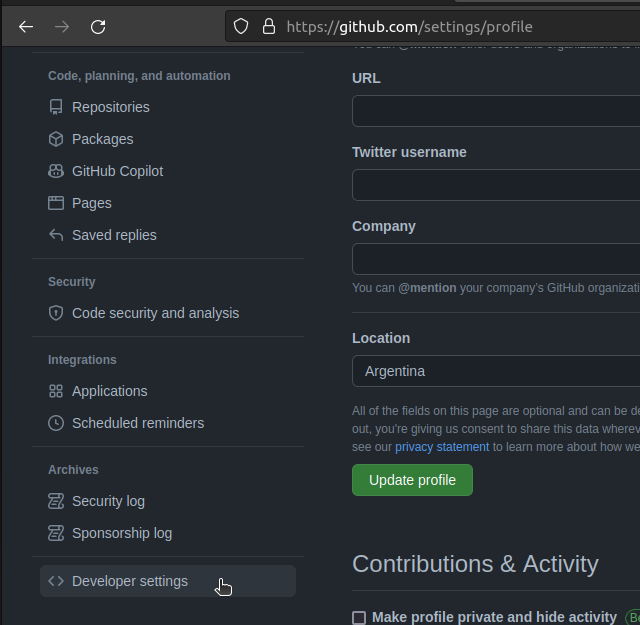 https://github.com/settings/profile
Code, planning, and automation
Repositories
Packages
GitHub Copilot
Pages
Saved replies
Security
Code security and analysis
Integrations
Applications
Scheduled reminders
Archives
Security log
Sponsorship log
Developer settings
URL
Twitter username
Company
You can @mention your company's GitHub organizati
Location
Argentina
All of the fields on this page are optional and can be de
out, you're giving us consent to share this data wherev
see our privacy statement to learn more about how we
Update profile
Contributions & Activity
Make profile private and hide activity